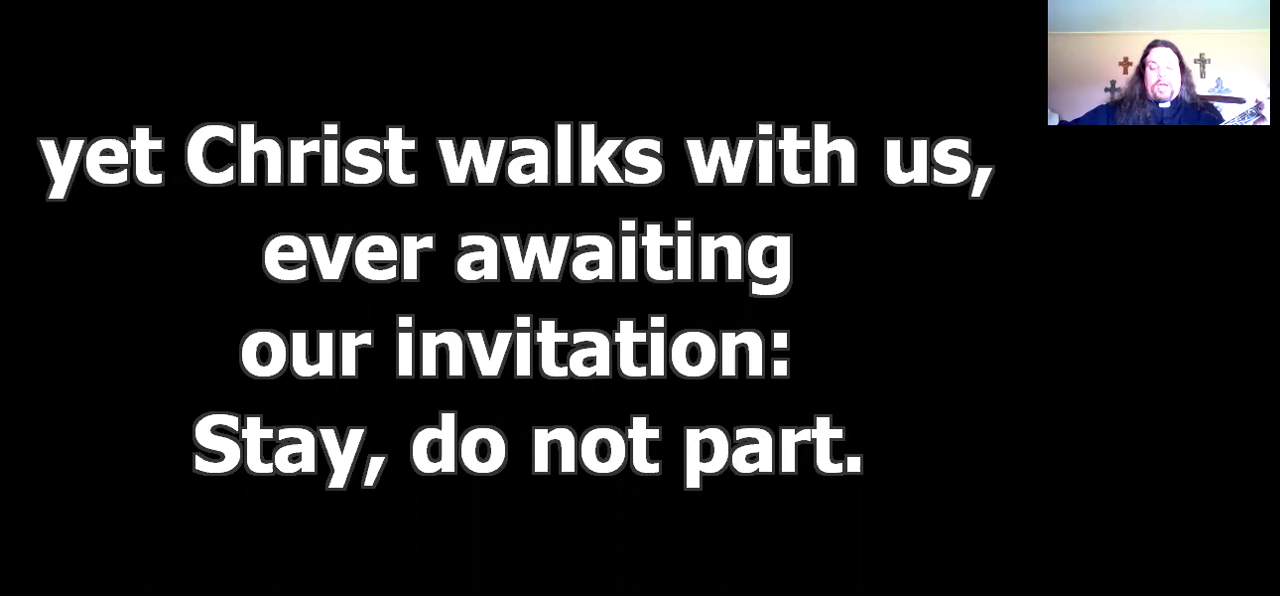 yet Christ walks with us,
ever awaiting
our invitation:
Stay, do not part.